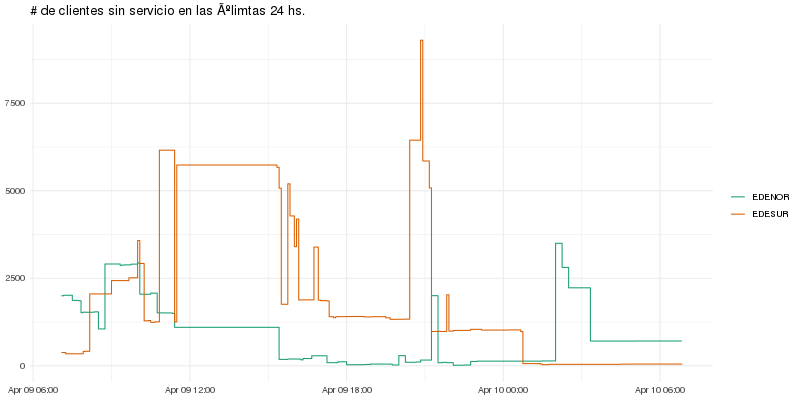 # de clientes sin servicio en las Ãºlimtas 24 hs.
7500
5000
2500
0
Apr 09 06:00
Apr 09 12:00
Apr 09 18:00
Apr 10 00:00
Apr 10 06:00
EDENOR
EDESUR